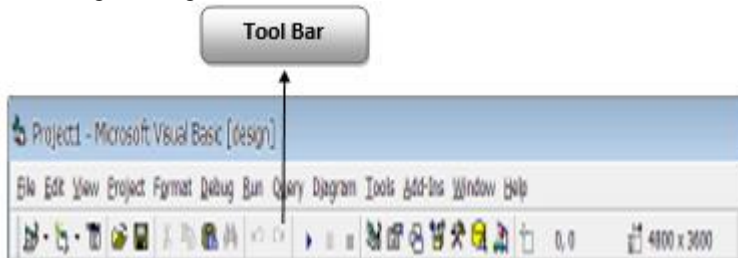 Tool Bar
Project1 - Microsoft Visual Basic [design]
File Edit View Project Format Debug Run Query Diagram Tools Add-Ins Window Help
0, 0 4800 x 3600